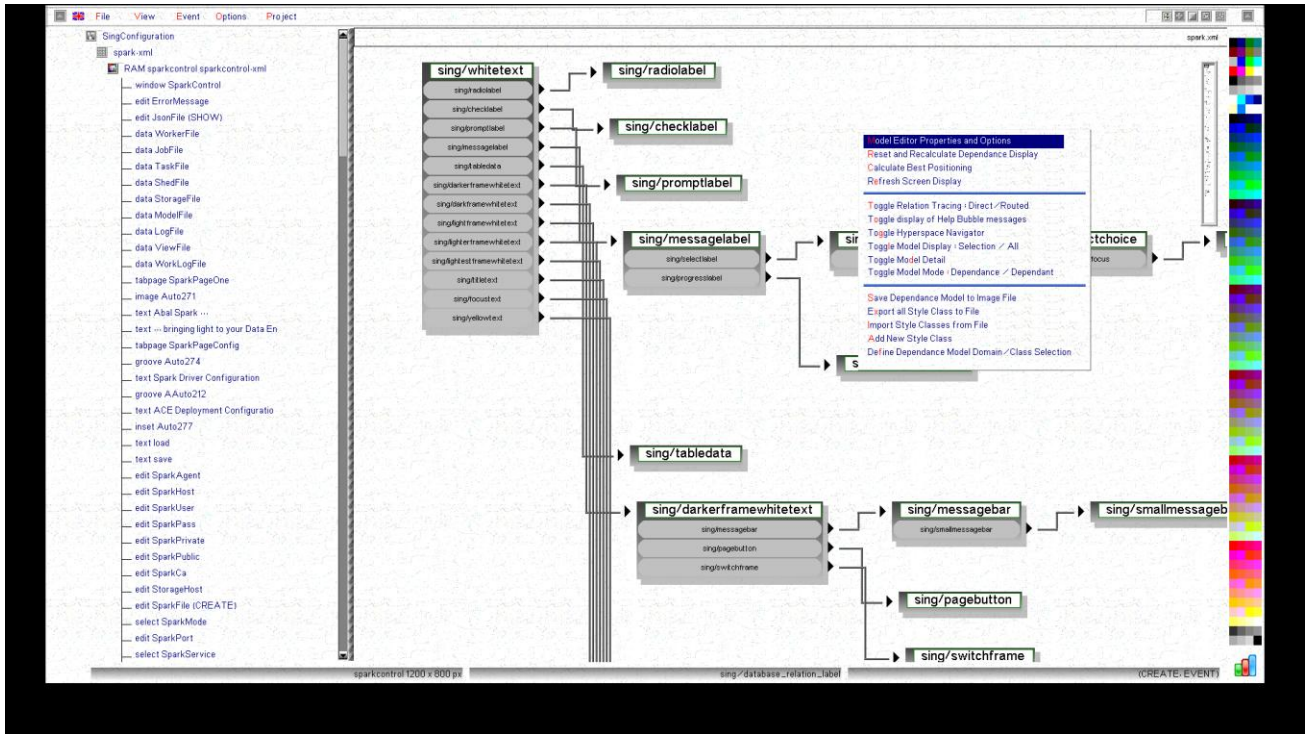 File View Event Options Project
SingConfiguration
spark-xml
RAM sparkcontrol sparkcontrol-xml
window SparkControl
edit ErrorMessage
edit JsonFile (SHOW)
data WorkerFile
data JobFile
data TaskFile
data ShedFile
data StorageFile
data ModelFile
data LogFile
data ViewFile
data WorkLogFile
tabpage SparkPageOne
image Auto271
text Abal Spark ...
text ... bringing light to your Data En
tabpage SparkPageConfig
groove Auto274
text Spark Driver Configuration
groove AAuto212
text ACE Deployment Configuratio
inset Auto277
text load
text save
edit SparkAgent
edit SparkHost
edit SparkUser
edit SparkPass
edit SparkPrivate
edit SparkPublic
edit SparkCa
edit StorageHost
edit SparkFile (CREATE)
select SparkMode
edit SparkPort
select SparkService
spark.xml
sing/whitetext
sing/radiolabel
sing/checklabel
sing/promptlabel
sing/messagelabel
sing/tabledata
sing/darkerframewhitetext
sing/darkframewhitetext
sing/lightframewhitetext
sing/lighterframewhitetext
sing/lightestframewhitetext
sing/titletext
sing/focustext
sing/yellowtext
sing/radiolabel
sing/checklabel
sing/promptlabel
sing/messagelabel
sing/selectlabel
sing/progresslabel
ctchoice
focus
Model Editor Properties and Options
Reset and Recalculate Dependance Display
Calculate Best Positioning
Refresh Screen Display
Toggle Relation Tracing : Direct / Routed
Toggle display of Help Bubble messages
Toggle Hyperspace Navigator
Toggle Model Display : Selection / All
Toggle Model Detail
Toggle Model Mode : Dependance / Dependant
Save Dependance Model to Image File
Export all Style Class to File
Import Style Classes from File
Add New Style Class
Define Dependance Model Domain/Class Selection
sing/tabledata
sing/darkerframewhitetext
sing/messagebar
sing/pagebutton
sing/switchframe
sing/messagebar
sing/smallmessagebar
sing/smallmessageb
sing/pagebutton
sing/switchframe
sparkcontrol 1200 x 800 px
sing/database_relation_label
(CREATE, EVENT)